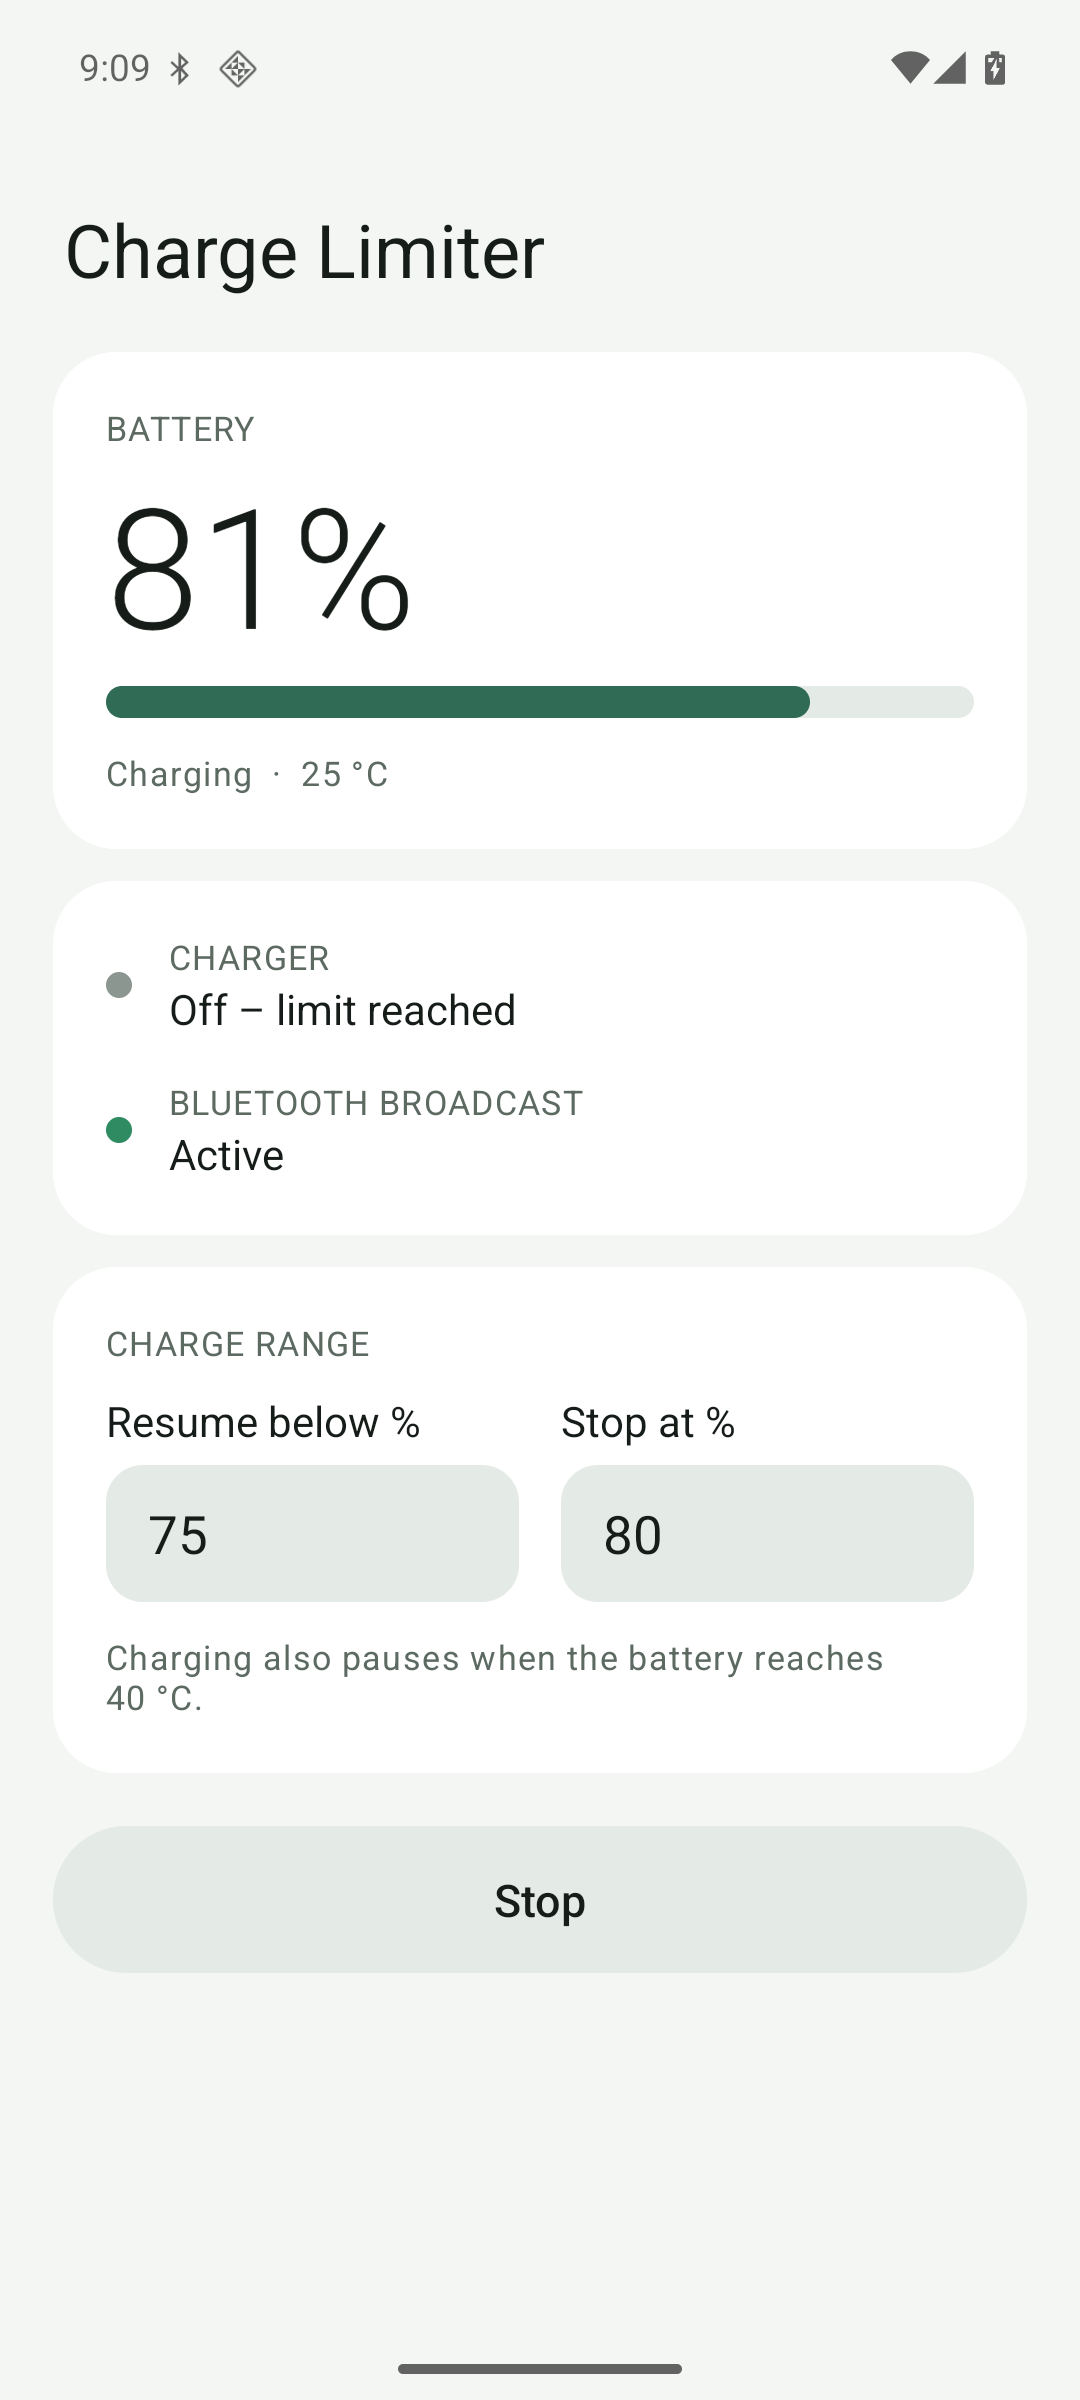 9:09
Charge Limiter
BATTERY
81%
Charging · 25 °C
CHARGER
Off – limit reached
BLUETOOTH BROADCAST
Active
CHARGE RANGE
Resume below % Stop at %
75 80
Charging also pauses when the battery reaches
40 °C.
Stop